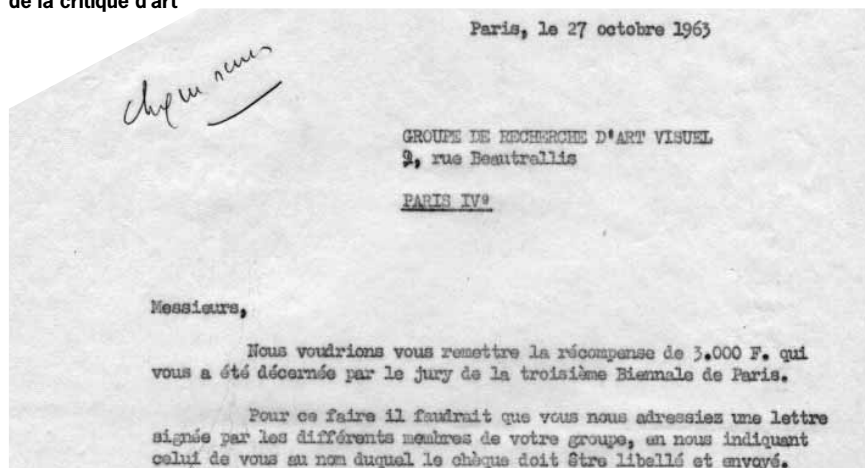 de la critique d'art
Paris, le 27 octobre 1963
GROUPE DE RECHERCHE D'ART VISUEL
9, rue Beautrellis
PARIS IVº
Messieurs,
Nous voudrions vous remettre la récompense de 3.000 F. qui
vous a été décernée par le jury de la troisième Biennale de Paris.
Pour ce faire il faudrait que vous nous adressiez une lettre
signée par les différents membres de votre groupe, en nous indiquant
celui de vous au nom duquel le chèque doit être libellé et envoyé.